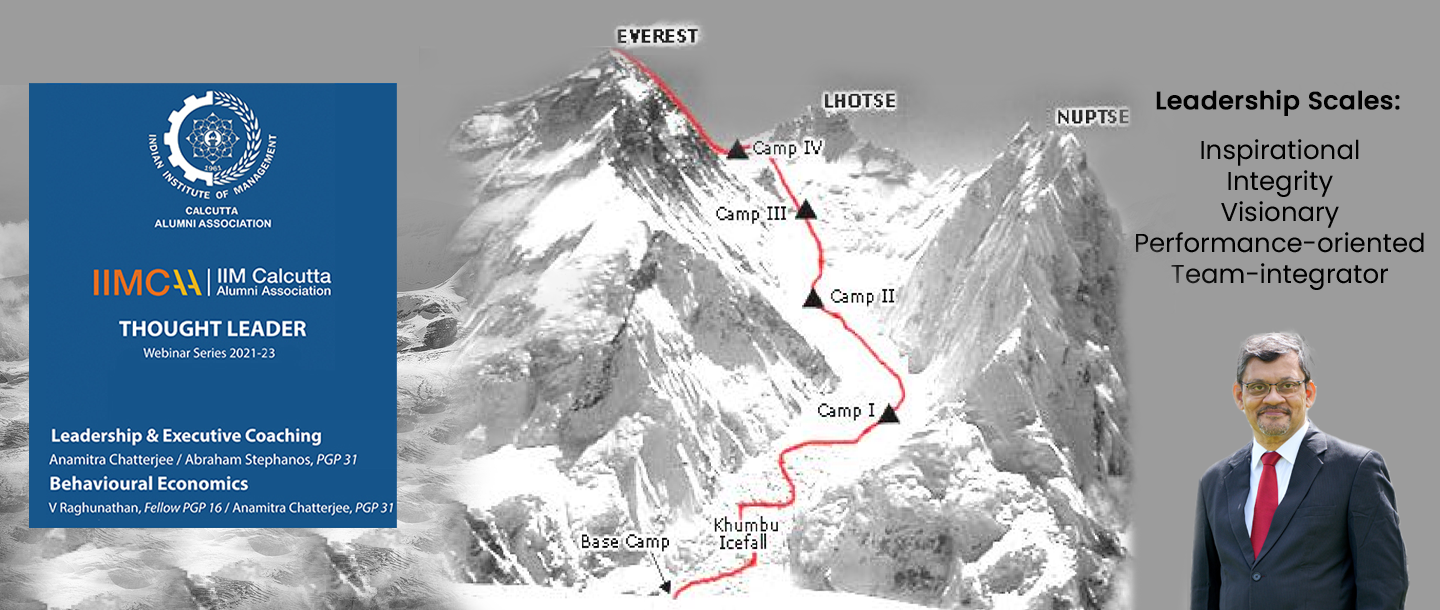 INDIAN INSTITUTE OF MANAGEMENT
1961
CALCUTTA
ALUMNI ASSOCIATION
IIMCAA | IIM Calcutta
Alumni Association
THOUGHT LEADER
Webinar Series 2021-23
Leadership & Executive Coaching
Anamitra Chatterjee / Abraham Stephanos, PGP 31
Behavioural Economics
V Raghunathan, Fellow PGP 16 / Anamitra Chatterjee, PGP 31
EVEREST
LHOTSE
NUPTSE
Camp IV
Camp III
Camp II
Camp I
Khumbu
Icefall
Base Camp
Leadership Scales:
Inspirational
Integrity
Visionary
Performance-oriented
Team-integrator